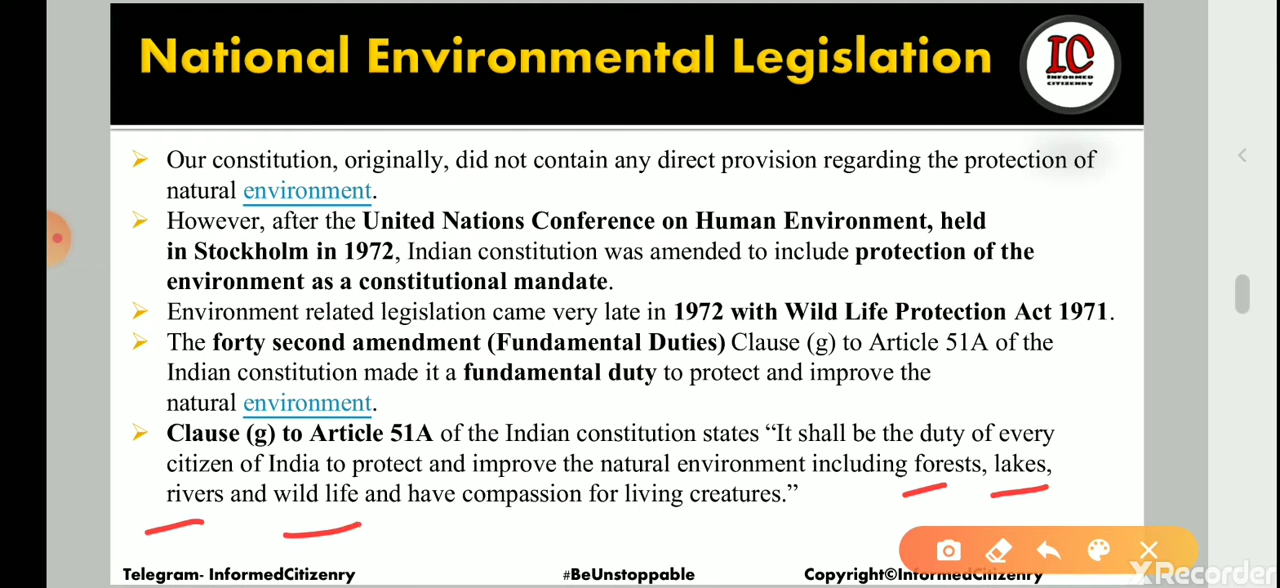 National Environmental Legislation
IC
INFORMED
CITIZENRY
Our constitution, originally, did not contain any direct provision regarding the protection of
natural environment.
However, after the United Nations Conference on Human Environment, held
in Stockholm in 1972, Indian constitution was amended to include protection of the
environment as a constitutional mandate.
Environment related legislation came very late in 1972 with Wild Life Protection Act 1971.
The forty second amendment (Fundamental Duties) Clause (g) to Article 51A of the
Indian constitution made it a fundamental duty to protect and improve the
natural environment.
Clause (g) to Article 51A of the Indian constitution states “It shall be the duty of every
citizen of India to protect and improve the natural environment including forests, lakes,
rivers and wild life and have compassion for living creatures.”
Telegram- InformedCitizenry #BeUnstoppable Copyright©InformedCitizenry
XRecorder